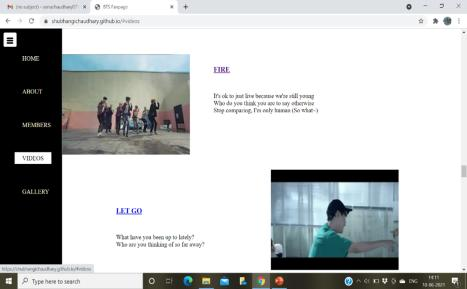 (no subject) -
BTS Fanpage
shubhangichaudhary.github.io/#videos
HOME
ABOUT
MEMBERS
VIDEOS
GALLERY
FIRE
It's ok to just live because we're still young
Who do you think you are to say otherwise
Stop comparing, I'm only human (So what~)
LET GO
What have you been up to lately?
Who are you thinking of so far away?
https://shubhangichaudhary.github.io/#videos
Type here to search
ENG
14:11
10-06-2021